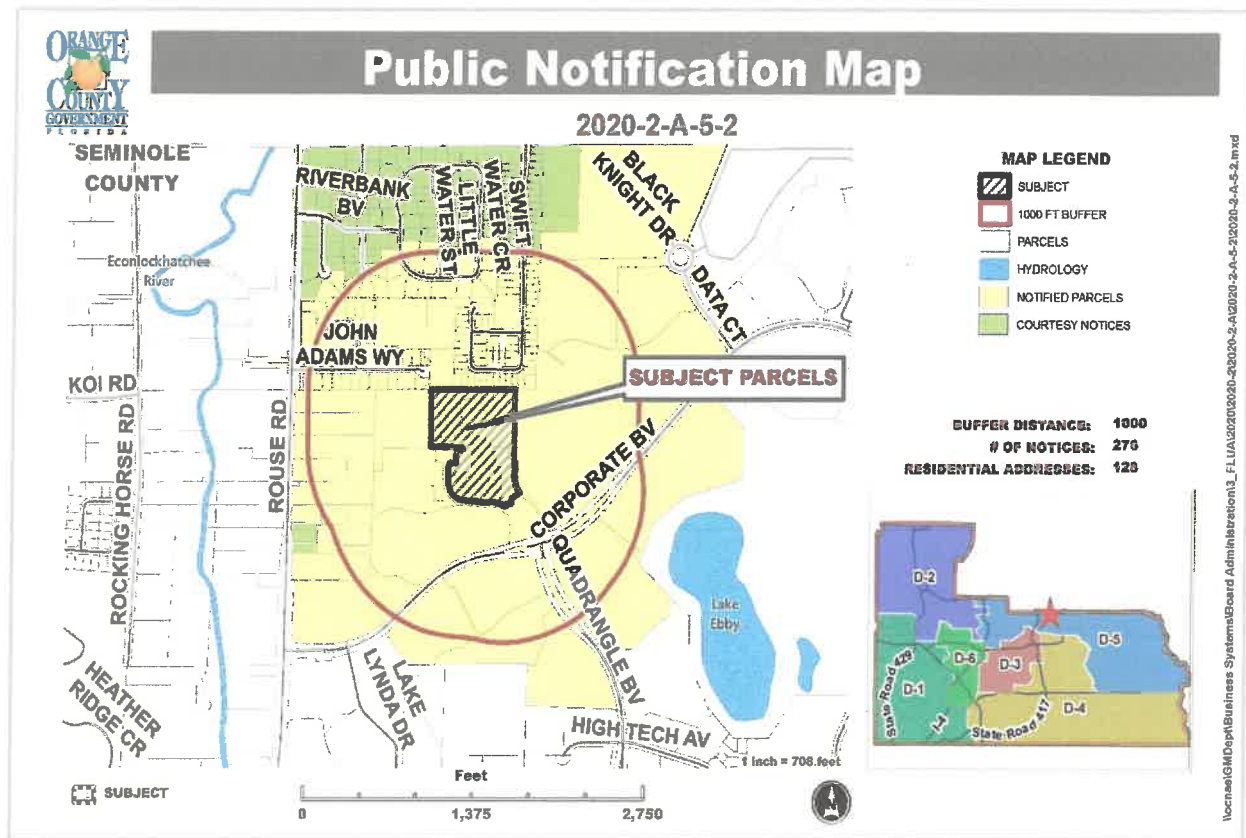 ORANGE
COUNTY
GOVERNMENT
FLORIDA
Public Notification Map
2020-2-A-5-2
SEMINOLE
COUNTY
RIVERBANK
BV
WATER ST
LITTLE
WATER CR
SWIFT
BLACK
KNIGHT DR
DATA CT
Econlockhatchee
River
JOHN
ADAMS WY
KOI RD
ROCKING HORSE RD
ROUSE RD
SUBJECT PARCELS
CORPORATE BV
QUADRANGLE BV
Lake
Ebby
HEATHER
RIDGE CR
LAKE
LYNDA DR
HIGH TECH AV
1 inch = 708 feet
MAP LEGEND
SUBJECT
1000 FT BUFFER
PARCELS
HYDROLOGY
NOTIFIED PARCELS
COURTESY NOTICES
BUFFER DISTANCE: 1000
# OF NOTICES: 276
RESIDENTIAL ADDRESSES: 128
D-2
D-5
D-6
D-3
D-1
D-4
State Road 429
I-4
State Road 417
SUBJECT
Feet
0 1,375 2,750
N